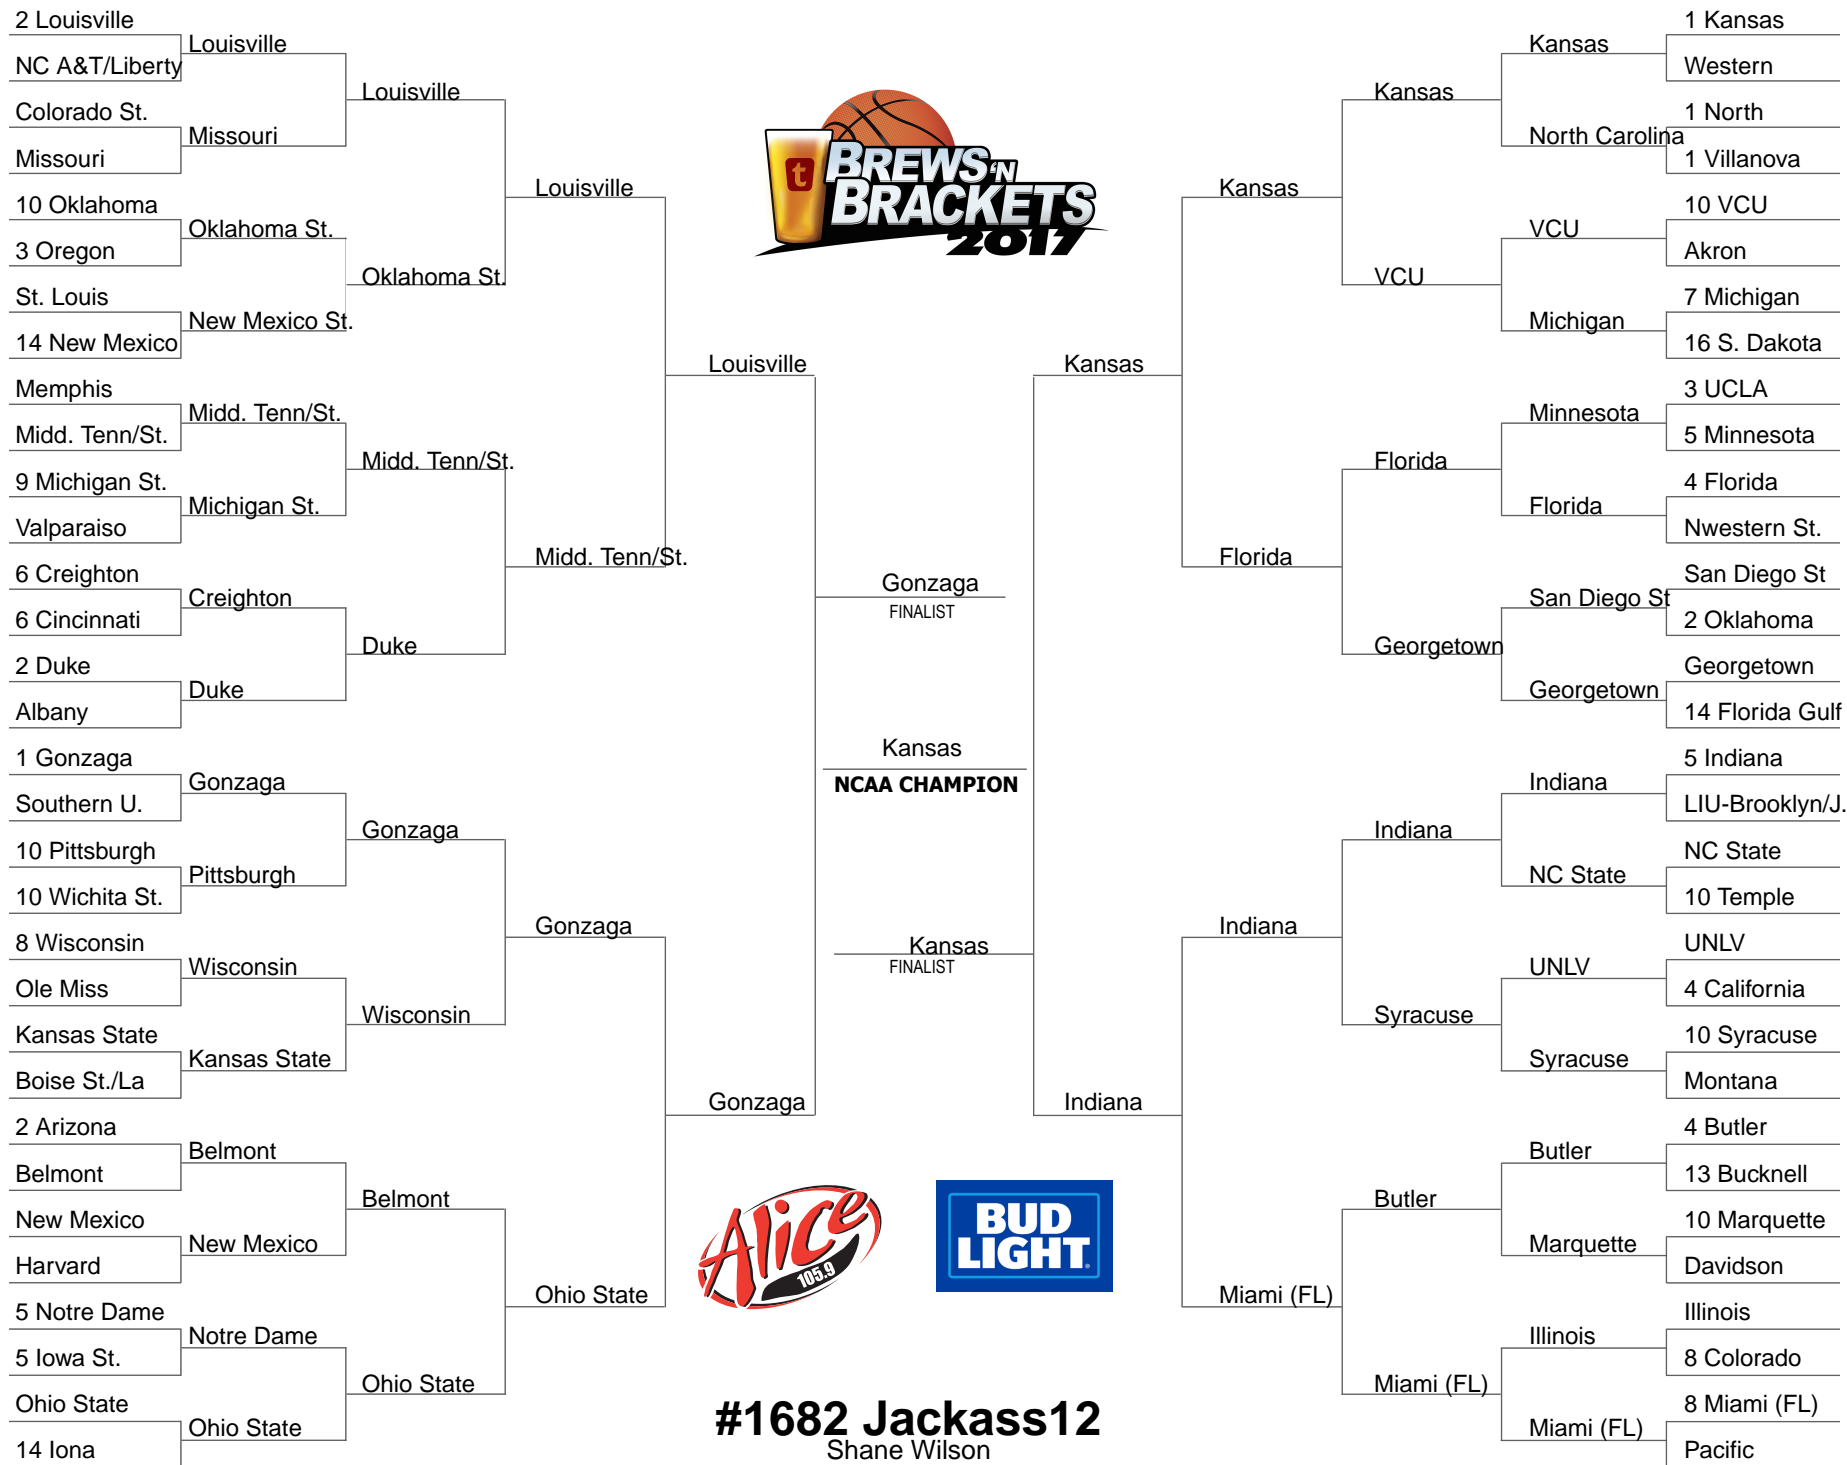 2 Louisville
NC A&T/Liberty
Colorado St.
Missouri
10 Oklahoma
3 Oregon
St. Louis
14 New Mexico
Memphis
Midd. Tenn/St.
9 Michigan St.
Valparaiso
6 Creighton
6 Cincinnati
2 Duke
Albany
1 Gonzaga
Southern U.
10 Pittsburgh
10 Wichita St.
8 Wisconsin
Ole Miss
Kansas State
Boise St./La
2 Arizona
Belmont
New Mexico
Harvard
5 Notre Dame
5 Iowa St.
Ohio State
14 Iona
Louisville
Missouri
Oklahoma St.
New Mexico St.
Midd. Tenn/St.
Michigan St.
Creighton
Duke
Gonzaga
Pittsburgh
Wisconsin
Kansas State
Belmont
New Mexico
Notre Dame
Ohio State
Louisville
Oklahoma St.
Midd. Tenn/St.
Duke
Gonzaga
Wisconsin
Belmont
Ohio State
Louisville
Midd. Tenn/St.
Gonzaga
Ohio State
Louisville
Gonzaga
t
BREWS 'N
BRACKETS
2017
Gonzaga
FINALIST
Kansas
NCAA CHAMPION
Kansas
FINALIST
Alice
105.9
BUD
LIGHT
#1682 Jackass12
Shane Wilson
Kansas
Indiana
Kansas
Florida
Indiana
Miami (FL)
Kansas
VCU
Florida
Georgetown
Indiana
Syracuse
Butler
Miami (FL)
Kansas
North Carolina
VCU
Michigan
Minnesota
Florida
San Diego St
Georgetown
Indiana
NC State
UNLV
Syracuse
Butler
Marquette
Illinois
Miami (FL)
1 Kansas
Western
1 North
1 Villanova
10 VCU
Akron
7 Michigan
16 S. Dakota
3 UCLA
5 Minnesota
4 Florida
Nwestern St.
San Diego St
2 Oklahoma
Georgetown
14 Florida Gulf
5 Indiana
LIU-Brooklyn/J.
NC State
10 Temple
UNLV
4 California
10 Syracuse
Montana
4 Butler
13 Bucknell
10 Marquette
Davidson
Illinois
8 Colorado
8 Miami (FL)
Pacific